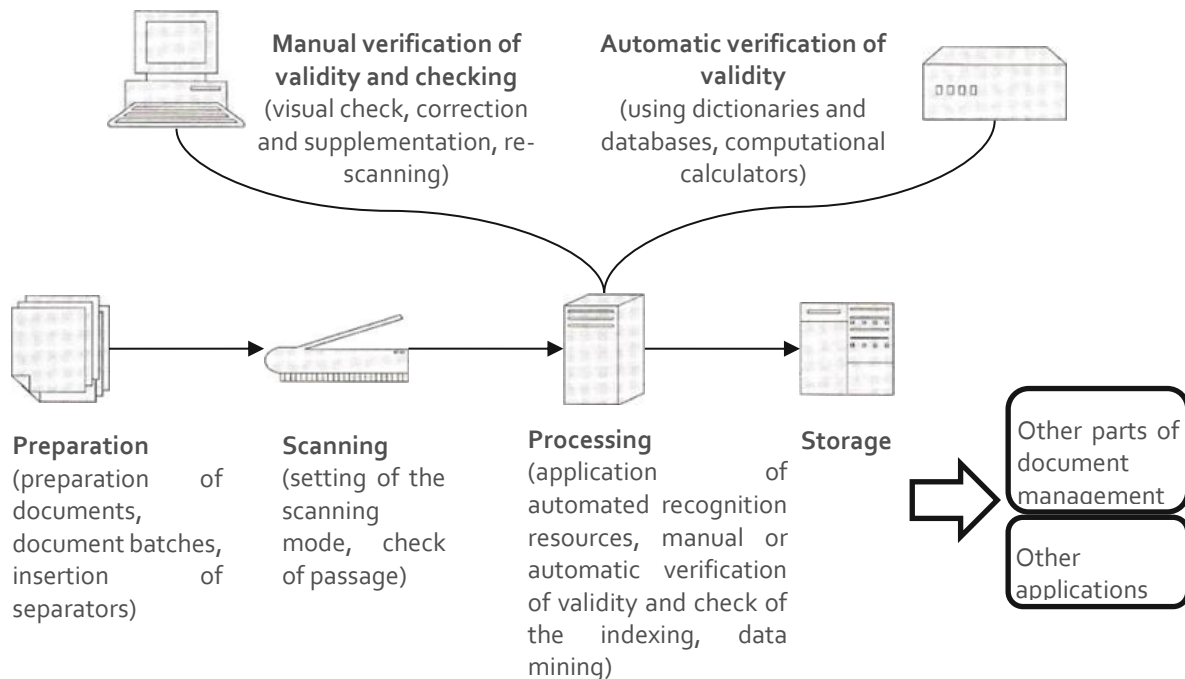 Manual verification of
validity and checking
(visual check, correction
and supplementation, re-
scanning)
Automatic verification of
validity
(using dictionaries and
databases, computational
calculators)
Preparation
(preparation of
documents,
document batches,
insertion of
separators)
Scanning
(setting of the
scanning
mode, check
of passage)
Processing
(application of
automated recognition
resources, manual or
automatic verification
of validity and check of
the indexing, data
mining)
Storage
Other parts of
document
management
Other
applications